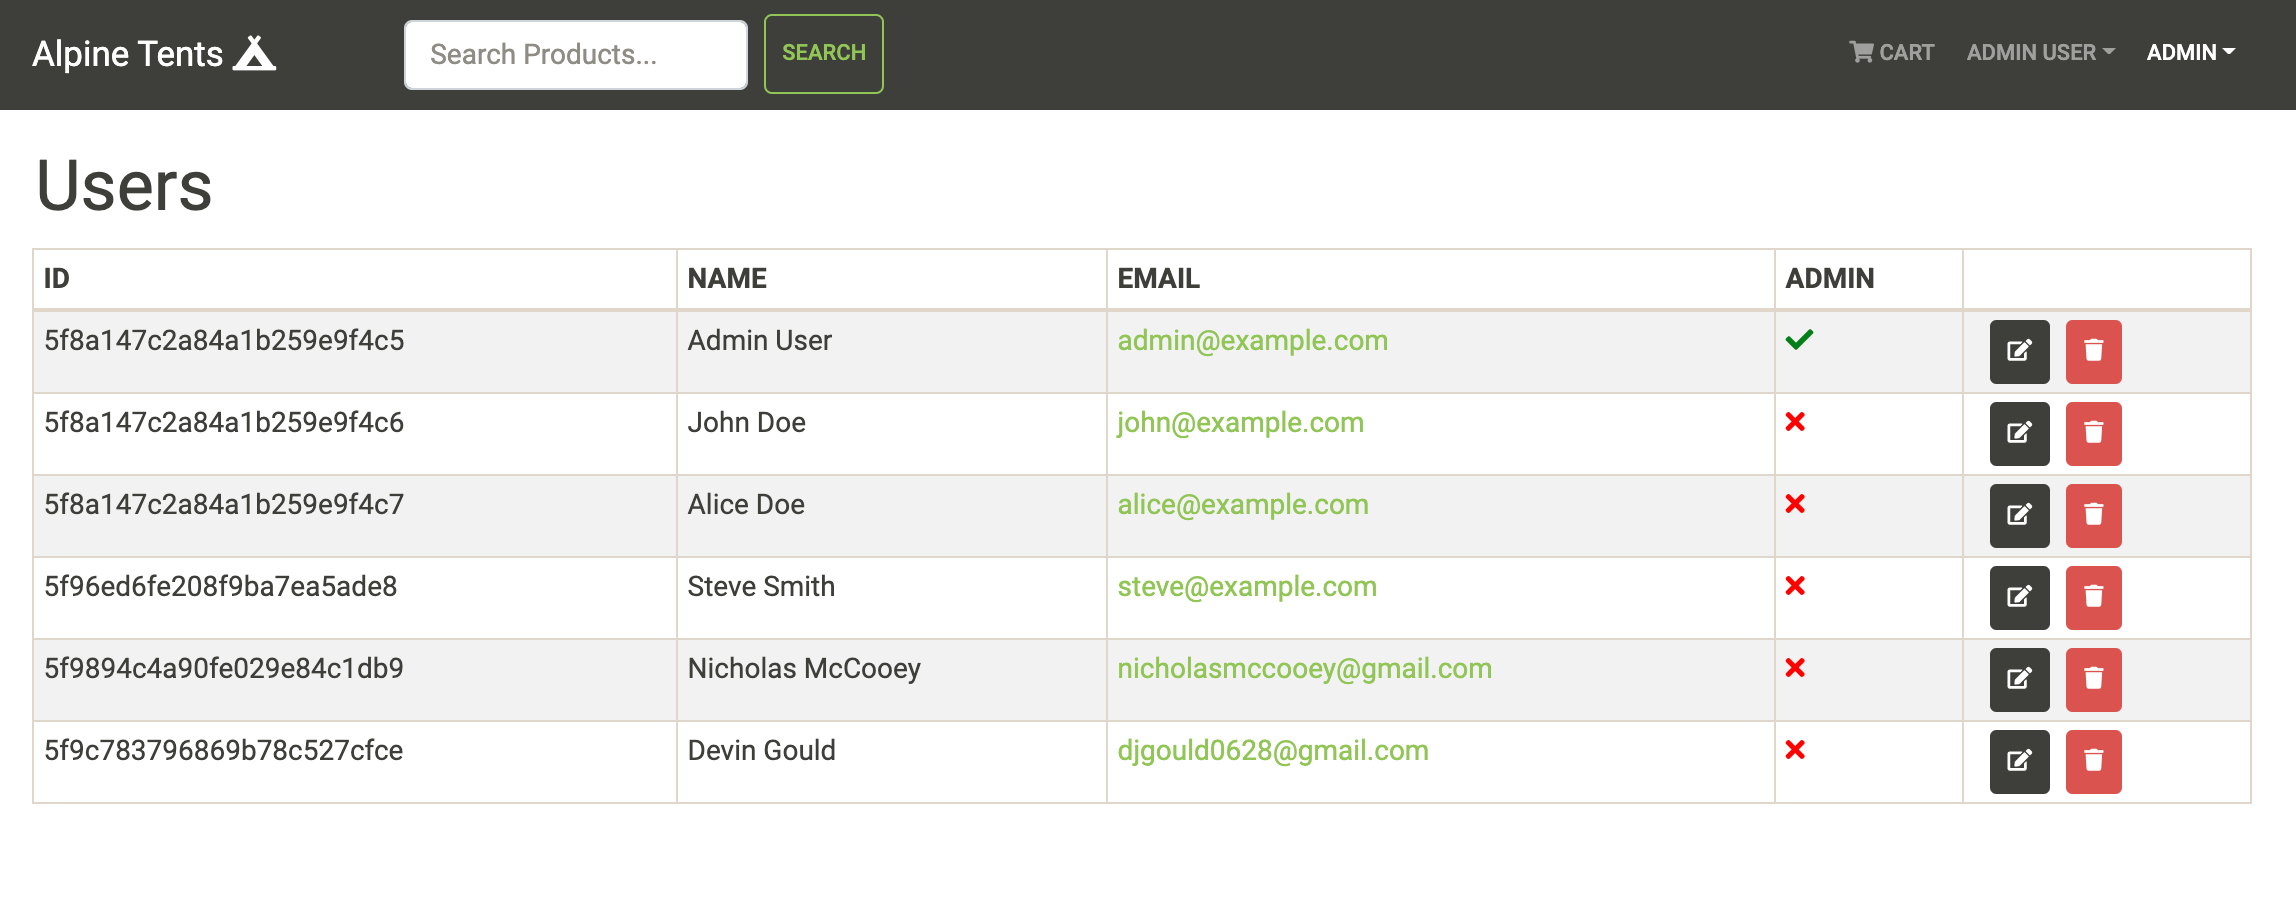 Alpine Tents
Search Products...
SEARCH
CART
ADMIN USER
ADMIN
Users
ID NAME EMAIL ADMIN
5f8a147c2a84a1b259e9f4c5 Admin User admin@example.com
5f8a147c2a84a1b259e9f4c6 John Doe john@example.com
5f8a147c2a84a1b259e9f4c7 Alice Doe alice@example.com
5f96ed6fe208f9ba7ea5ade8 Steve Smith steve@example.com
5f9894c4a90fe029e84c1db9 Nicholas McCooey nicholasmccooey@gmail.com
5f9c783796869b78c527cfce Devin Gould djgould0628@gmail.com